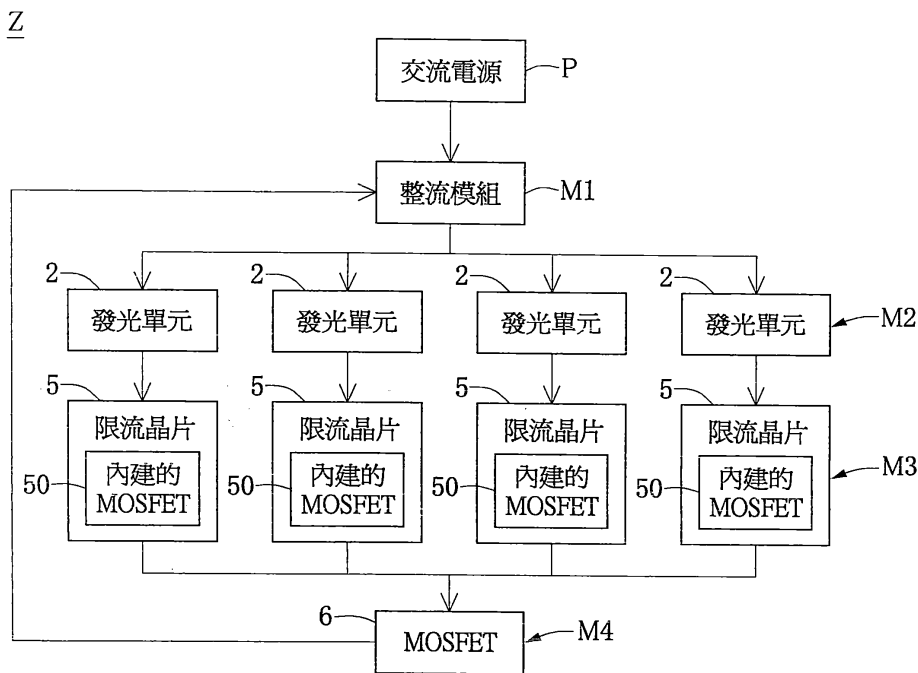 Z
交流電源
P
整流模組
M1
2
2
2
2
發光單元
發光單元
發光單元
發光單元
M2
5
5
5
5
限流晶片
限流晶片
限流晶片
限流晶片
50
內建的
MOSFET
50
內建的
MOSFET
50
內建的
MOSFET
50
內建的
MOSFET
M3
6
MOSFET
M4